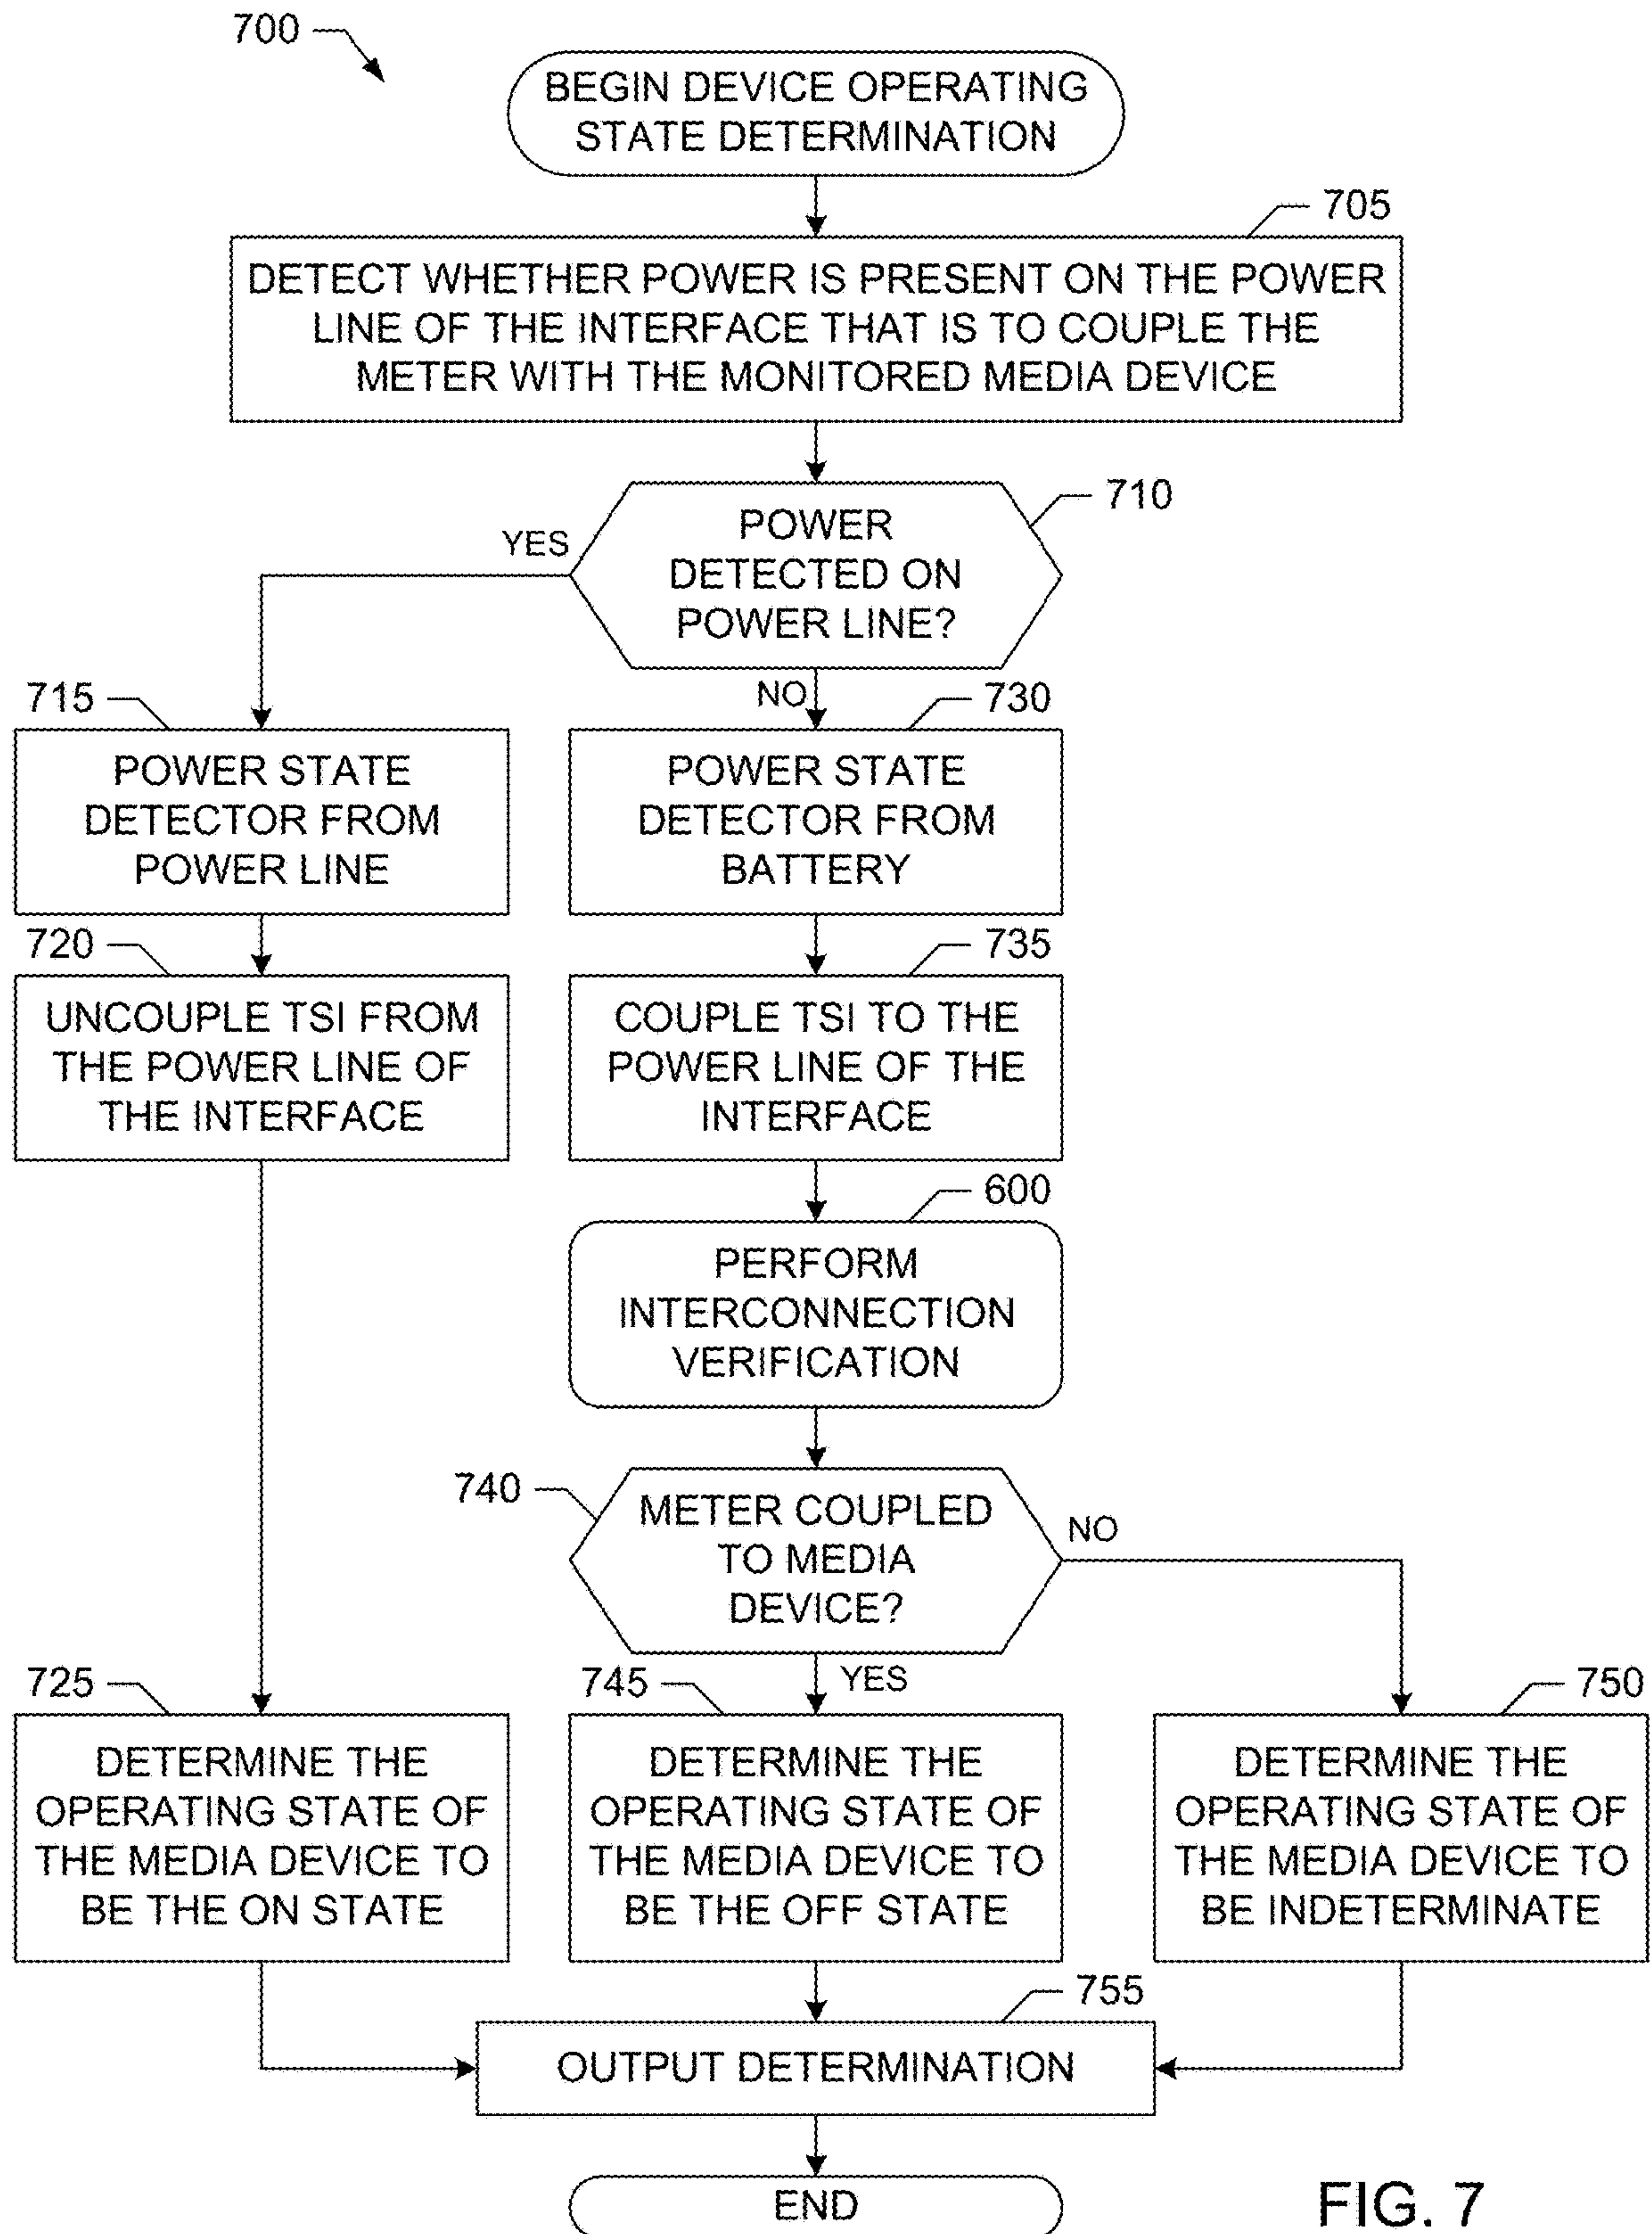 700
BEGIN DEVICE OPERATING
STATE DETERMINATION
705
DETECT WHETHER POWER IS PRESENT ON THE POWER
LINE OF THE INTERFACE THAT IS TO COUPLE THE
METER WITH THE MONITORED MEDIA DEVICE
710
POWER
DETECTED ON
POWER LINE?
YES
NO
715
POWER STATE
DETECTOR FROM
POWER LINE
730
POWER STATE
DETECTOR FROM
BATTERY
720
UNCOUPLE TSI FROM
THE POWER LINE OF
THE INTERFACE
735
COUPLE TSI TO THE
POWER LINE OF THE
INTERFACE
600
PERFORM
INTERCONNECTION
VERIFICATION
740
METER COUPLED
TO MEDIA
DEVICE?
NO
YES
725
DETERMINE THE
OPERATING STATE OF
THE MEDIA DEVICE TO
BE THE ON STATE
745
DETERMINE THE
OPERATING STATE OF
THE MEDIA DEVICE TO
BE THE OFF STATE
750
DETERMINE THE
OPERATING STATE OF
THE MEDIA DEVICE TO
BE INDETERMINATE
755
OUTPUT DETERMINATION
END
FIG. 7